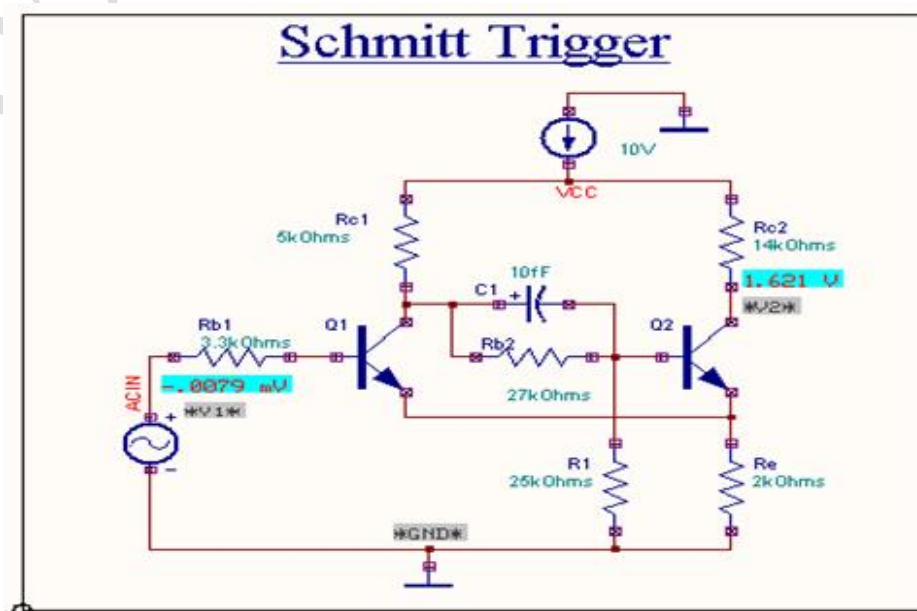 Schmitt Trigger
10V
VCC
Rc1
5kOhms
Rc2
14kOhms
10fF
C1
+
1.621 V
*V2*
Rb1
3.3kOhms
Q1
Rb2
Q2
-.0079 mV
*V1*
ACIN
+
-
27kOhms
R1
25kOhms
Re
2kOhms
*GND*